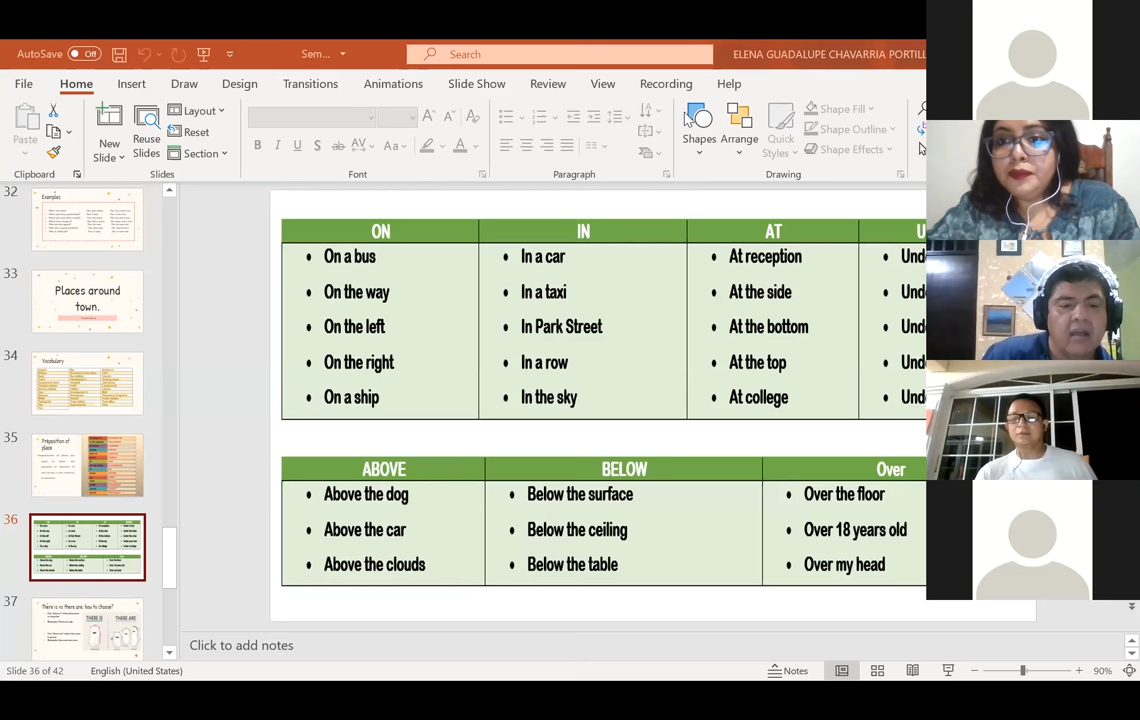 AutoSave Off Sem... Search ELENA GUADALUPE CHAVARRIA PORTILL
File Home Insert Draw Design Transitions Animations Slide Show Review View Recording Help
Paste
New Slide
Reuse Slides
Layout
Reset
Section
Shapes
Arrange
Quick Styles
Shape Fill
Shape Outline
Shape Effects
Clipboard Slides Font Paragraph Drawing
32
Examples
33
Places around
town.
34
Vocabulary
35
Preposition of
place
36
37
There is vs there are: how to choose?
THERE IS THERE ARE
ON IN AT U
• On a bus • In a car • At reception • Und
• On the way • In a taxi • At the side • Und
• On the left • In Park Street • At the bottom • Und
• On the right • In a row • At the top • Und
• On a ship • In the sky • At college • Und
ABOVE BELOW Over
• Above the dog • Below the surface • Over the floor
• Above the car • Below the ceiling • Over 18 years old
• Above the clouds • Below the table • Over my head
Click to add notes
Slide 36 of 42 English (United States) Notes 90%